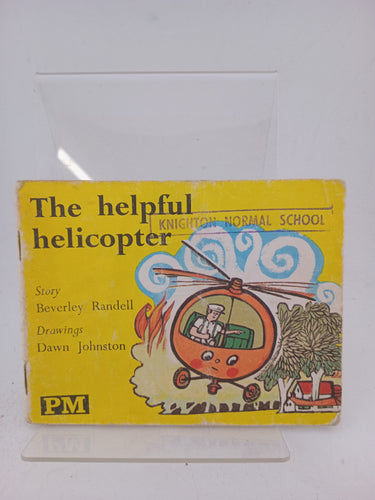 The helpful
KNIGHTON NORMAL SCHOOL
helicopter
Story
Beverley Randell
Drawings
Dawn Johnston
PM